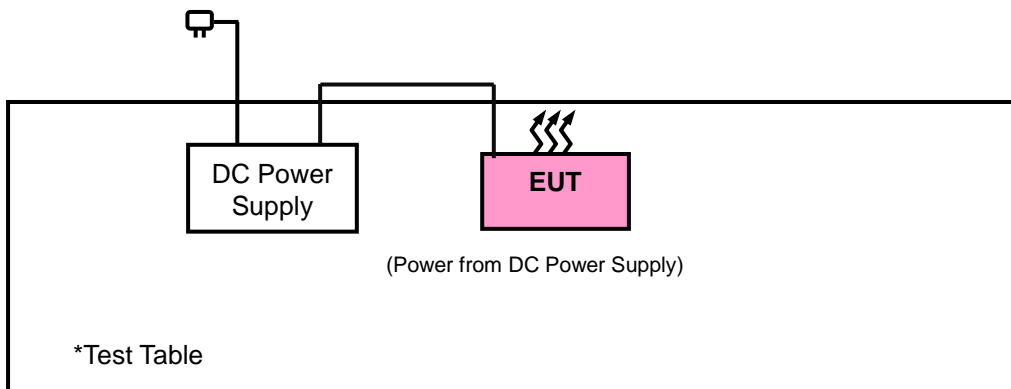 DC Power
Supply
EUT
(Power from DC Power Supply)
*Test Table